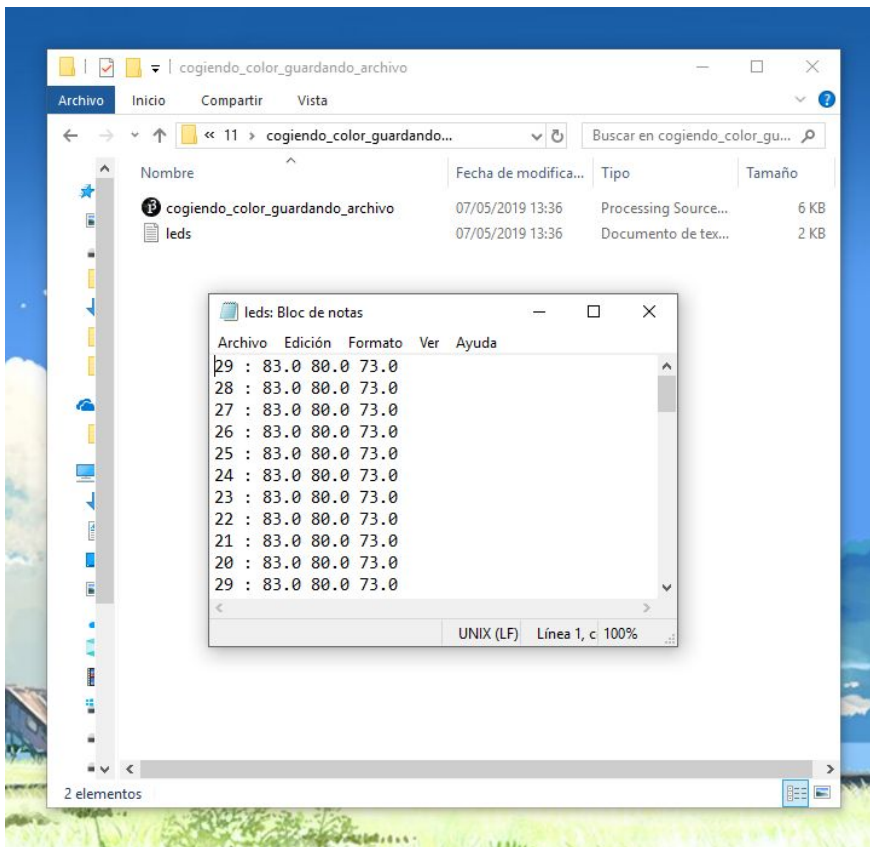 cogiendo_color_guardando_archivo
Archivo Inicio Compartir Vista
« 11 › cogiendo_color_guardando... Buscar en cogiendo_color_gu...
Nombre Fecha de modifica... Tipo Tamaño
cogiendo_color_guardando_archivo 07/05/2019 13:36 Processing Source... 6 KB
leds 07/05/2019 13:36 Documento de tex... 2 KB
leds: Bloc de notas
Archivo Edición Formato Ver Ayuda
29 : 83.0 80.0 73.0
28 : 83.0 80.0 73.0
27 : 83.0 80.0 73.0
26 : 83.0 80.0 73.0
25 : 83.0 80.0 73.0
24 : 83.0 80.0 73.0
23 : 83.0 80.0 73.0
22 : 83.0 80.0 73.0
21 : 83.0 80.0 73.0
20 : 83.0 80.0 73.0
29 : 83.0 80.0 73.0
UNIX (LF) Línea 1, c 100%
2 elementos